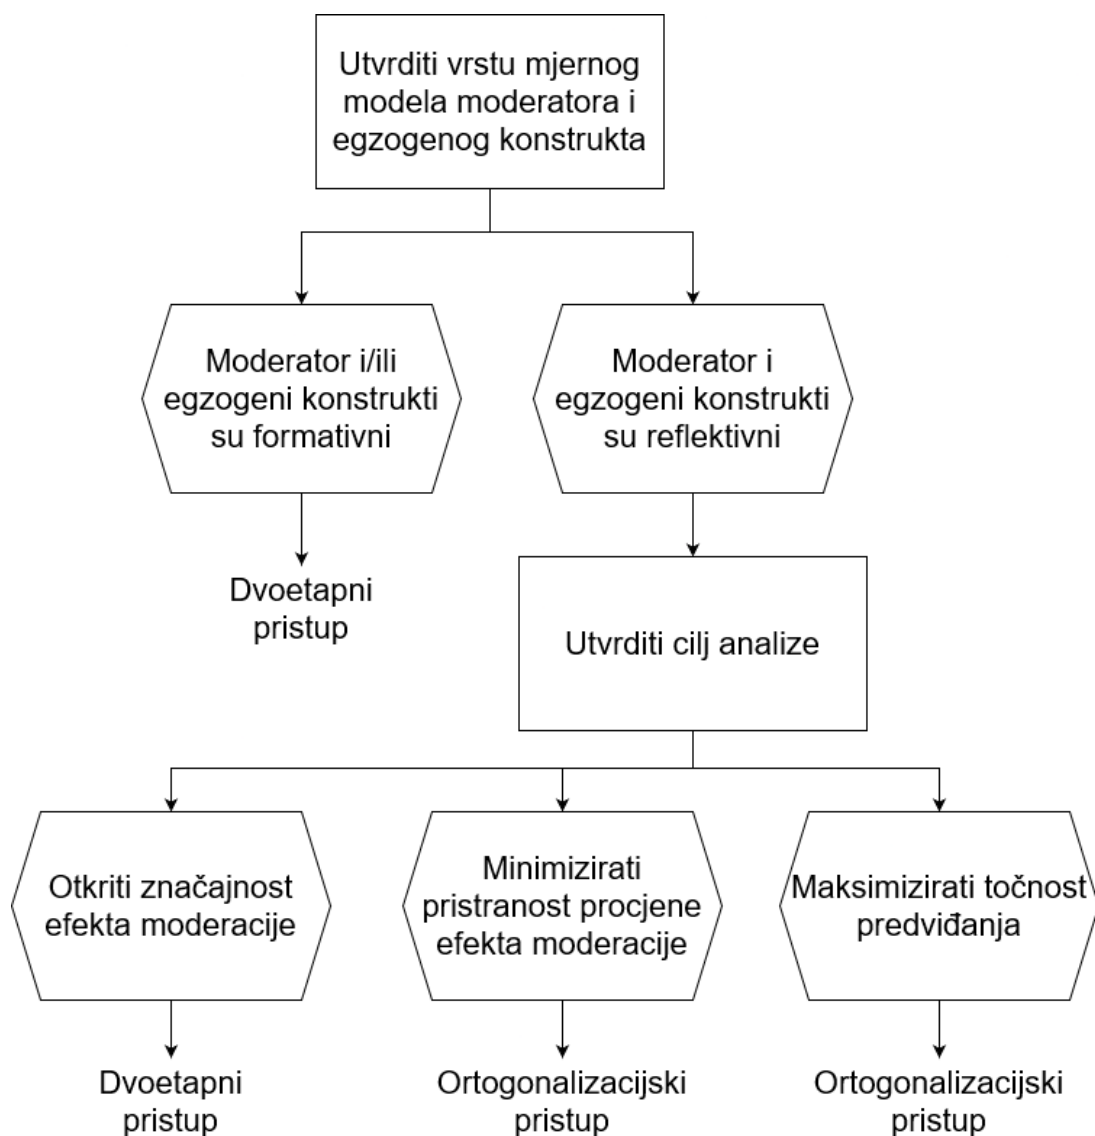 Utvrditi vrstu mjernog
modela moderatora i
egzogenog konstrukta
Moderator i/ili
egzogeni konstrukti
su formativni
Moderator i
egzogeni konstrukti
su reflektivni
Dvoetapni
pristup
Utvrditi cilj analize
Otkriti značajnost
efekta moderacije
Minimizirati
pristranost procjene
efekta moderacije
Maksimizirati točnost
predviđanja
Dvoetapni
pristup
Ortogonalizacijski
pristup
Ortogonalizacijski
pristup